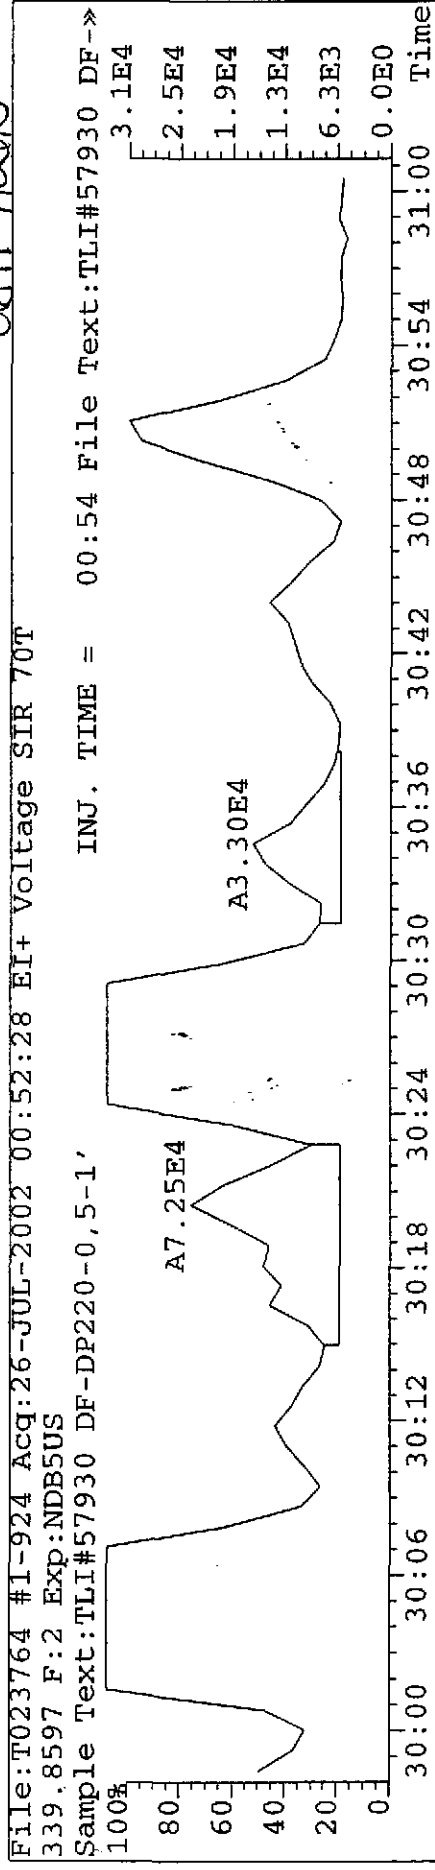 File:T023764 #1-924 Acq:26-JUL-2002 00:52:28 EI+ Voltage SIR 70T
339.8597 F:2 Exp:NDB5US
Sample Text:TLI#57930 DF-DP220-0,5-1' INJ. TIME = 00:54 File Text:TLI#57930 DF->>
100% 3.1E4
80 2.5E4
60 1.9E4
40 1.3E4
20 6.3E3
0 0.0E0
A7.25E4
A3.30E4
30:00 30:06 30:12 30:18 30:24 30:30 30:36 30:42 30:48 30:54 31:00 Time